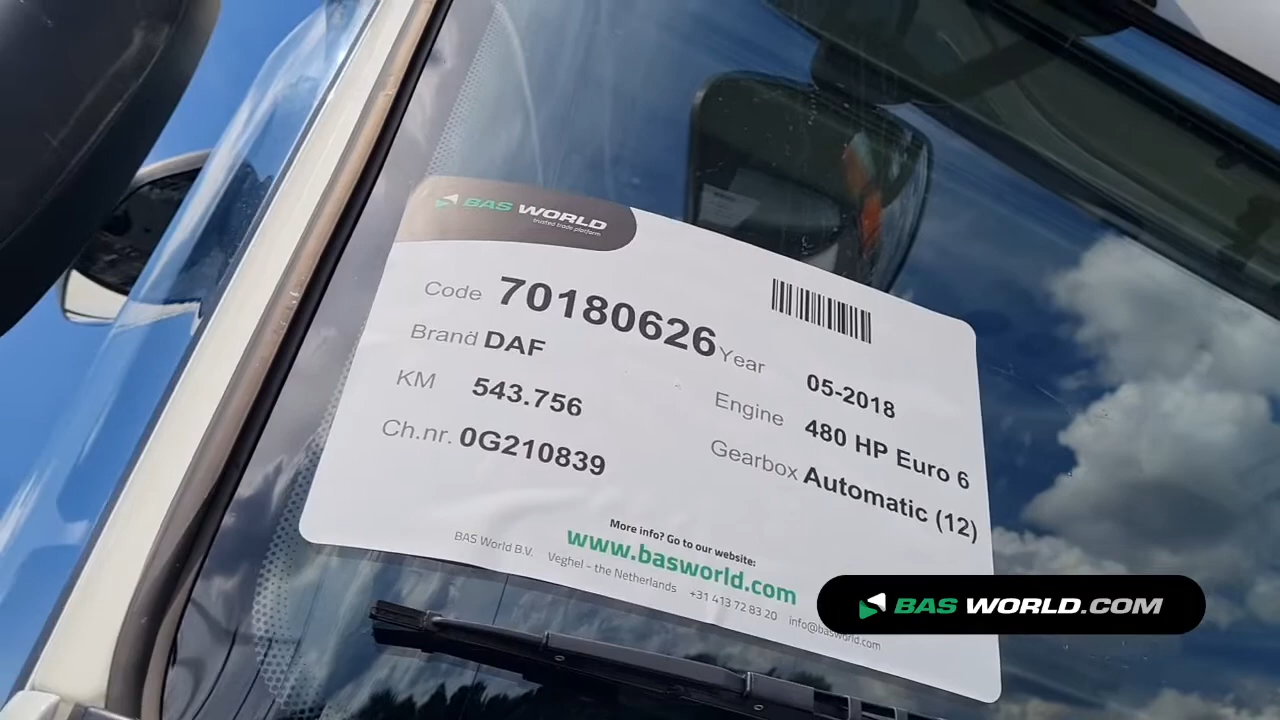 BAS WORLD
trusted trade platform
Code 70180626
Brand DAF
KM 543.756
Ch.nr. 0G210839
Year 05-2018
Engine 480 HP Euro 6
Gearbox Automatic (12)
More info? Go to our website:
www.basworld.com
BAS World B.V. Veghel - the Netherlands +31 413 72 83 20 info@basworld.com
BAS WORLD.COM